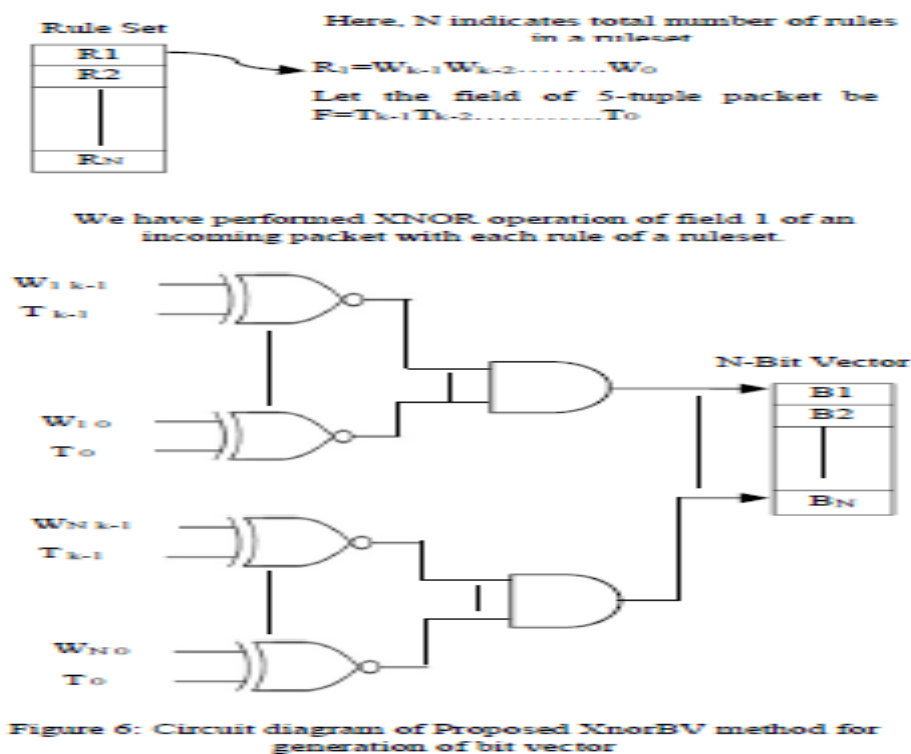 Rule Set
Here, N indicates total number of rules
in a ruleset
R1
R2
RN
R1=Wk-1Wk-2........W0
Let the field of 5-tuple packet be
F=Tk-1Tk-2...........T0
We have performed XNOR operation of field 1 of an
incoming packet with each rule of a ruleset.
W1 k-1
T k-1
W1 0
T0
WN k-1
T k-1
WN 0
T0
N-Bit Vector
B1
B2
BN
Figure 6: Circuit diagram of Proposed XnorBV method for
generation of bit vector